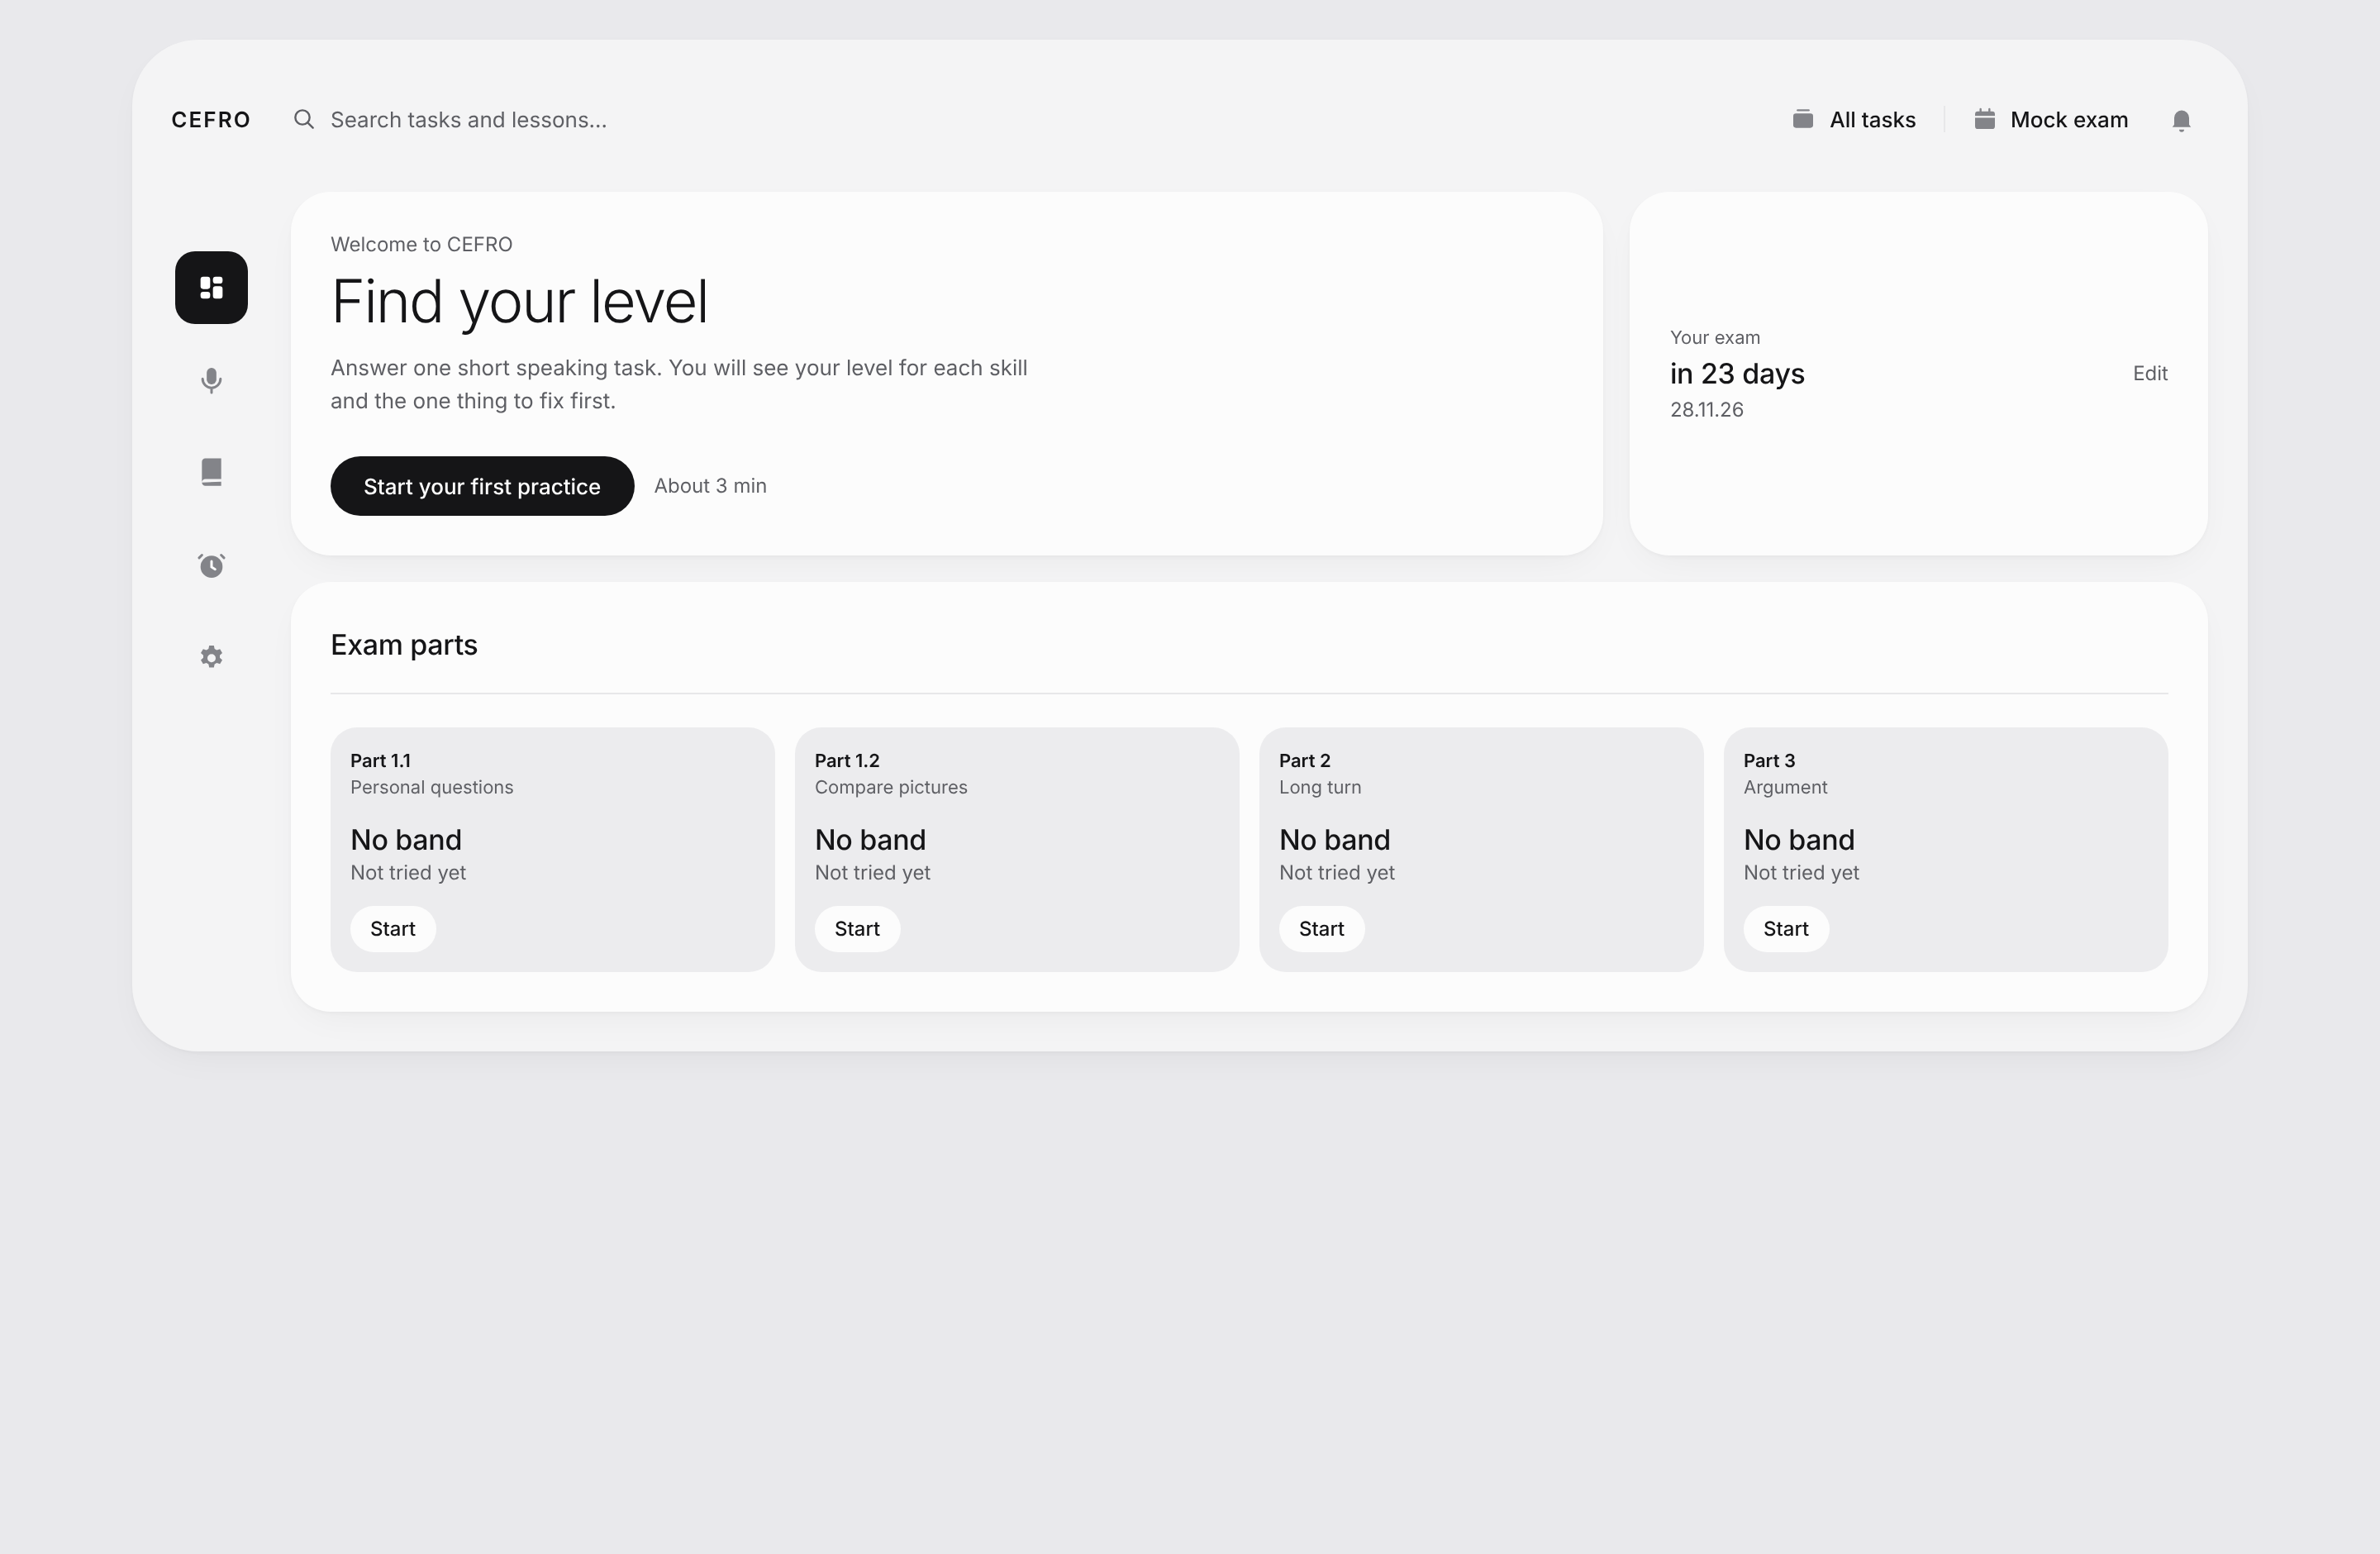 CEFRO
Search tasks and lessons...
All tasks
Mock exam
Welcome to CEFRO
Find your level
Answer one short speaking task. You will see your level for each skill
and the one thing to fix first.
Start your first practice
About 3 min
Your exam
in 23 days
28.11.26
Edit
Exam parts
Part 1.1
Personal questions
No band
Not tried yet
Start
Part 1.2
Compare pictures
No band
Not tried yet
Start
Part 2
Long turn
No band
Not tried yet
Start
Part 3
Argument
No band
Not tried yet
Start